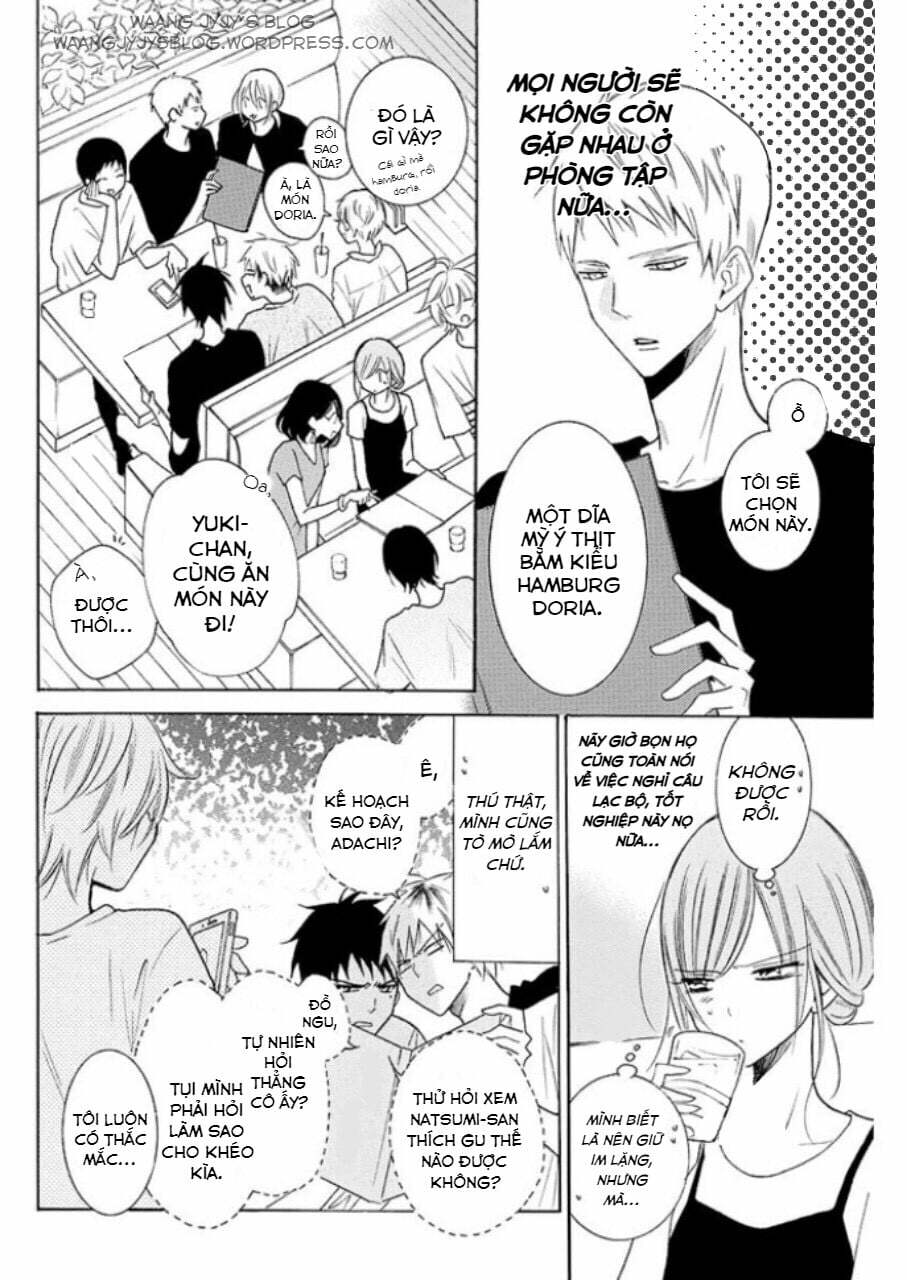 WAANG JYJY'S BLOG
WAANGJYJYSBLOG.WORDPRESS.COM
MỌI NGƯỜI SẼ
KHÔNG CÒN
GẶP NHAU Ở
PHÒNG TẬP
NỮA...
Ồ
TÔI SẼ
CHỌN
MÓN NÀY.
MỘT DĨA
MỲ Ý THỊT
BẰM KIỂU
HAMBURG
DORIA.
ĐÓ LÀ
GÌ VẬY?
Cái gì mà
hamburg, rồi
doria.
RỒI
SAO
NỮA?
À, LÀ
MÓN
DORIA.
Oa,
YUKI-
CHAN,
CÙNG ĂN
MÓN NÀY
ĐI!
À,
ĐƯỢC
THÔI...
KHÔNG
ĐƯỢC
RỒI.
NÃY GIỜ BỌN HỌ
CŨNG TOÀN NÓI
VỀ VIỆC NGHỈ CÂU
LẠC BỘ, TỐT
NGHIỆP NÀY NỌ
NỮA...
MÌNH BIẾT
LÀ NÊN GIỮ
IM LẶNG,
NHƯNG
MÀ...
THÚ THẬT,
MÌNH CŨNG
TÒ MÒ LẮM
CHỨ.
Ê,
KẾ HOẠCH
SAO ĐÂY,
ADACHI?
THỬ HỎI XEM
NATSUMI-SAN
THÍCH GU THẾ
NÀO ĐƯỢC
KHÔNG?
ĐỒ
NGU,
TỰ NHIÊN
HỎI
THẲNG
CÔ ẤY?
TỤI MÌNH
PHẢI HỎI
LÀM SAO
CHO KHÉO
KÌA.
TÔI LUÔN
CÓ THẮC
MẮC...